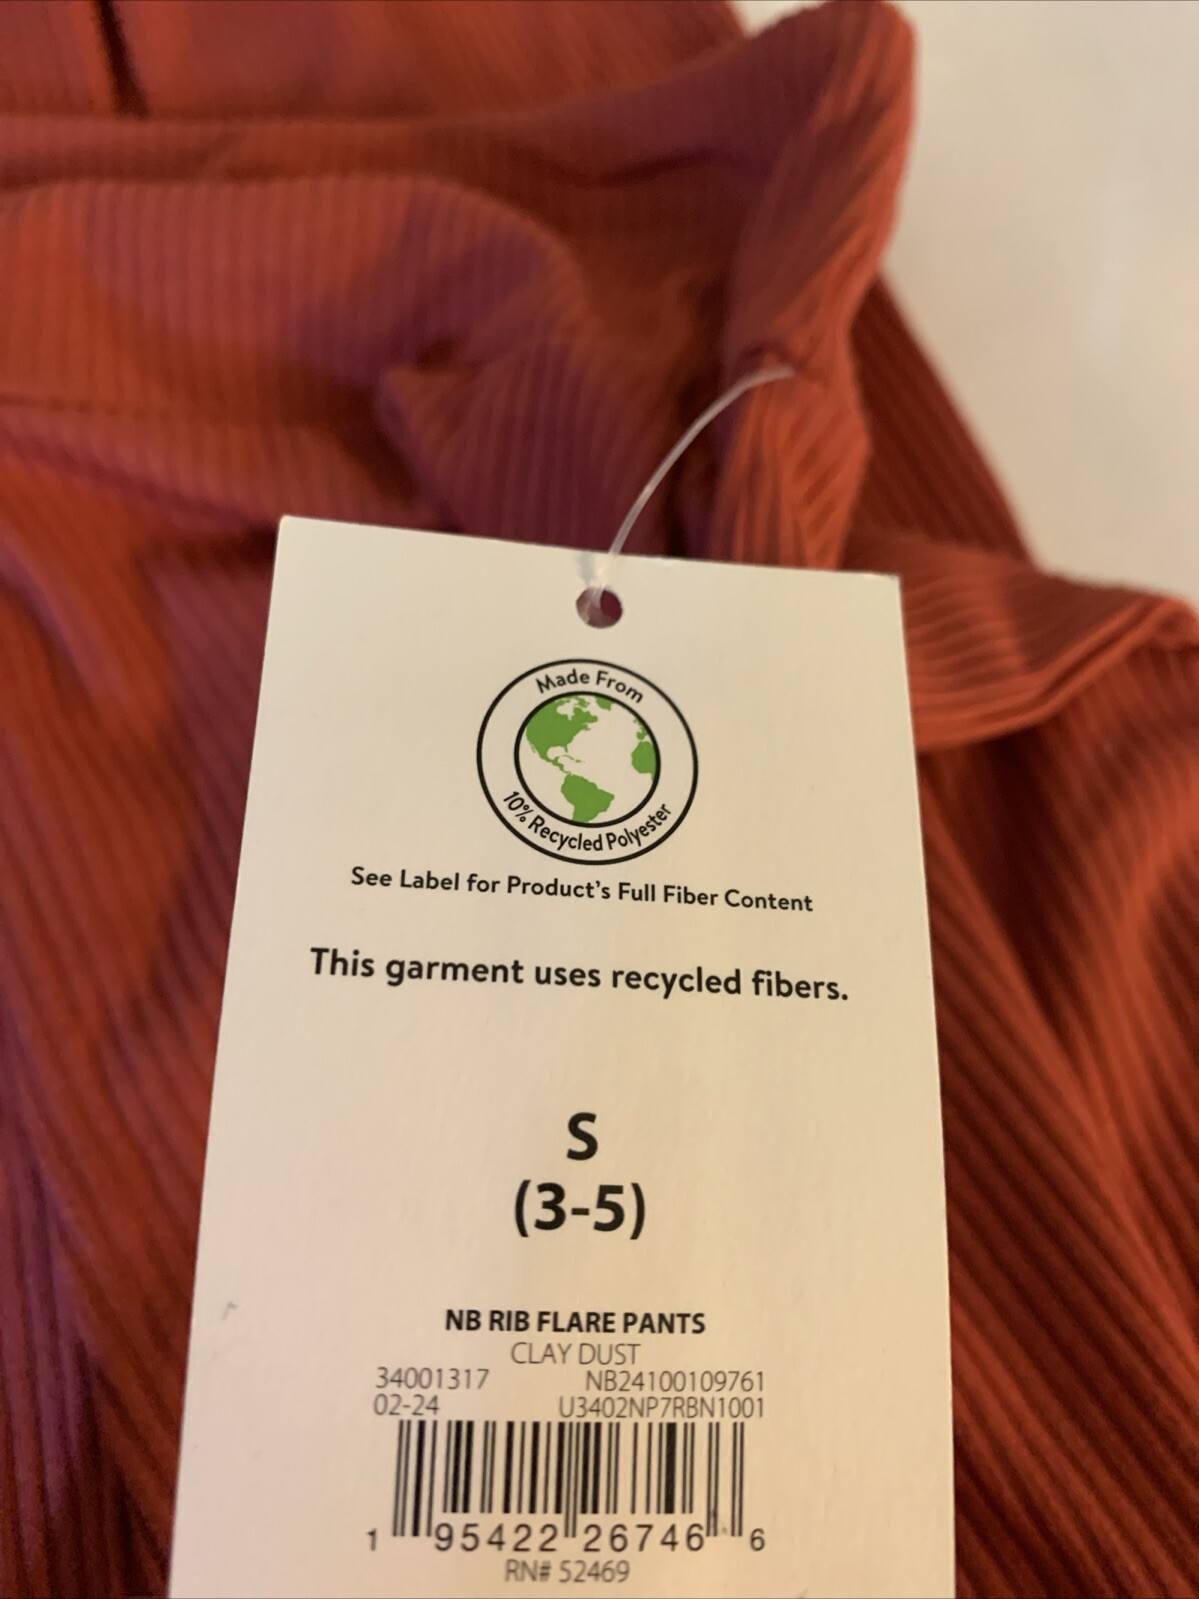 Made From
10% Recycled Polyester
See Label for Product's Full Fiber Content
This garment uses recycled fibers.
S
(3-5)
NB RIB FLARE PANTS
CLAY DUST
34001317 NB24100109761
02-24 U3402NP7RBN1001
1 95422 26746 6
RN# 52469